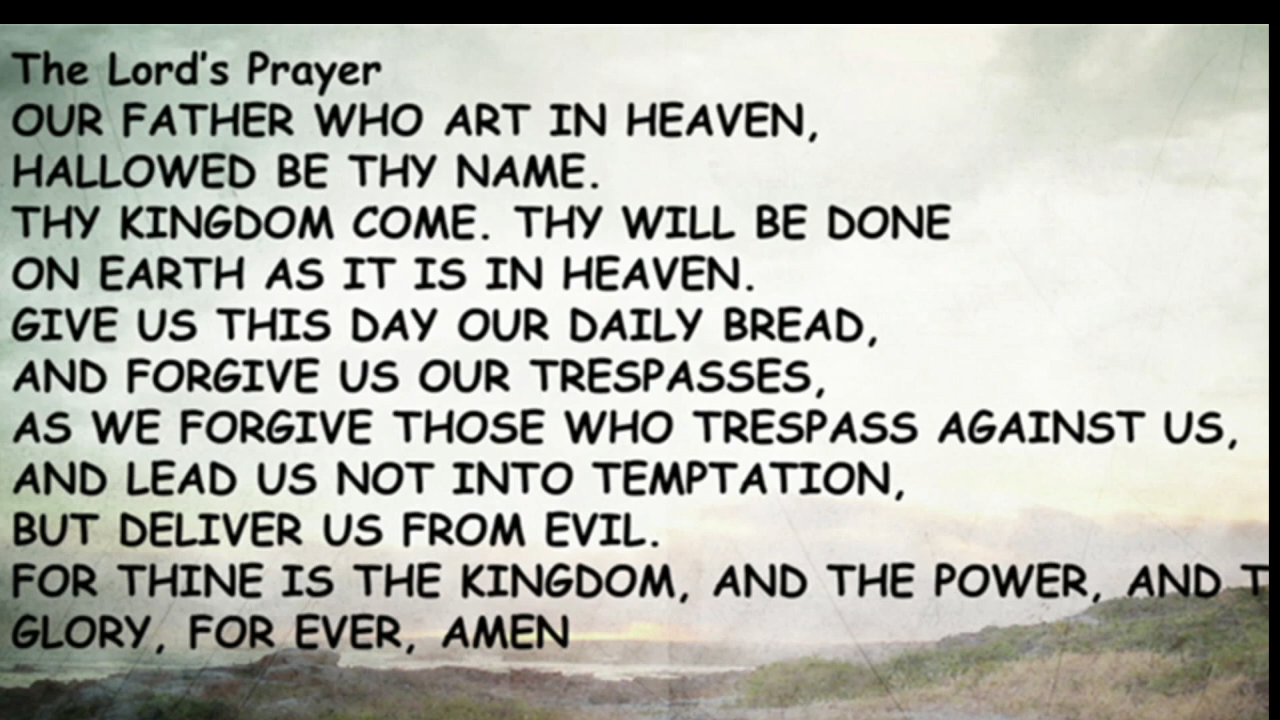 The Lord's Prayer
OUR FATHER WHO ART IN HEAVEN,
HALLOWED BE THY NAME.
THY KINGDOM COME. THY WILL BE DONE
ON EARTH AS IT IS IN HEAVEN.
GIVE US THIS DAY OUR DAILY BREAD,
AND FORGIVE US OUR TRESPASSES,
AS WE FORGIVE THOSE WHO TRESPASS AGAINST US,
AND LEAD US NOT INTO TEMPTATION,
BUT DELIVER US FROM EVIL.
FOR THINE IS THE KINGDOM, AND THE POWER, AND
GLORY, FOR EVER, AMEN